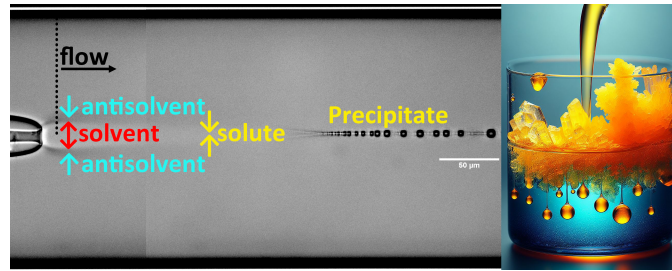 flow
antisolvent
solvent
antisolvent
solute
Precipitate
50 µm